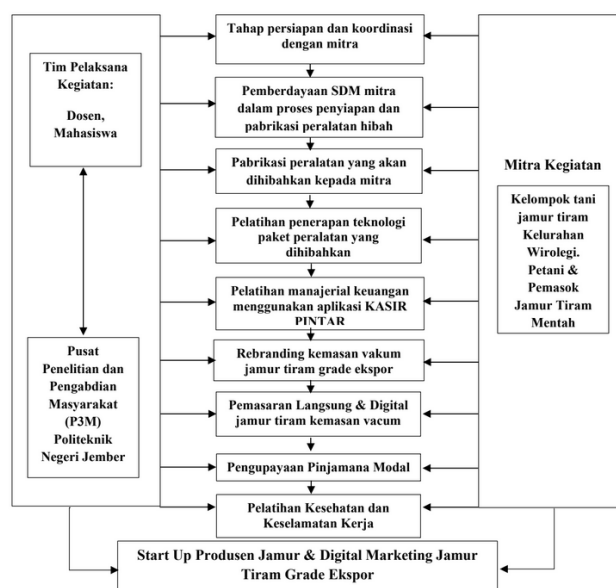 Tim Pelaksana
Kegiatan:
Dosen,
Mahasiswa
Pusat
Penelitian dan
Pengabdian
Masyarakat
(P3M)
Politeknik
Negeri Jember
Tahap persiapan dan koordinasi
dengan mitra
Pemberdayaan SDM mitra
dalam proses penyiapan dan
pabrikasi peralatan hibah
Pabrikasi peralatan yang akan
dihibahkan kepada mitra
Pelatihan penerapan teknologi
paket peralatan yang
dihibahkan
Pelatihan manajerial keuangan
menggunakan aplikasi KASIR
PINTAR
Rebranding kemasan vakum
jamur tiram grade ekspor
Pemasaran Langsung & Digital
jamur tiram kemasan vacum
Pengupayaan Pinjamana Modal
Pelatihan Kesehatan dan
Keselamatan Kerja
Mitra Kegiatan
Kelompok tani
jamur tiram
Kelurahan
Wirolegi.
Petani &
Pemasok
Jamur Tiram
Mentah
Start Up Produsen Jamur & Digital Marketing Jamur
Tiram Grade Ekspor